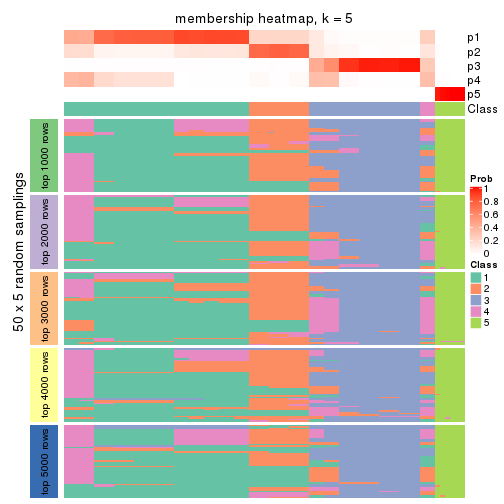 membership heatmap, k = 5
p1
p2
p3
p4
p5
Class
50 x 5 random samplings
top 1000 rows
top 2000 rows
top 3000 rows
top 4000 rows
top 5000 rows
Prob
1
0.8
0.6
0.4
0.2
0
Class
1
2
3
4
5